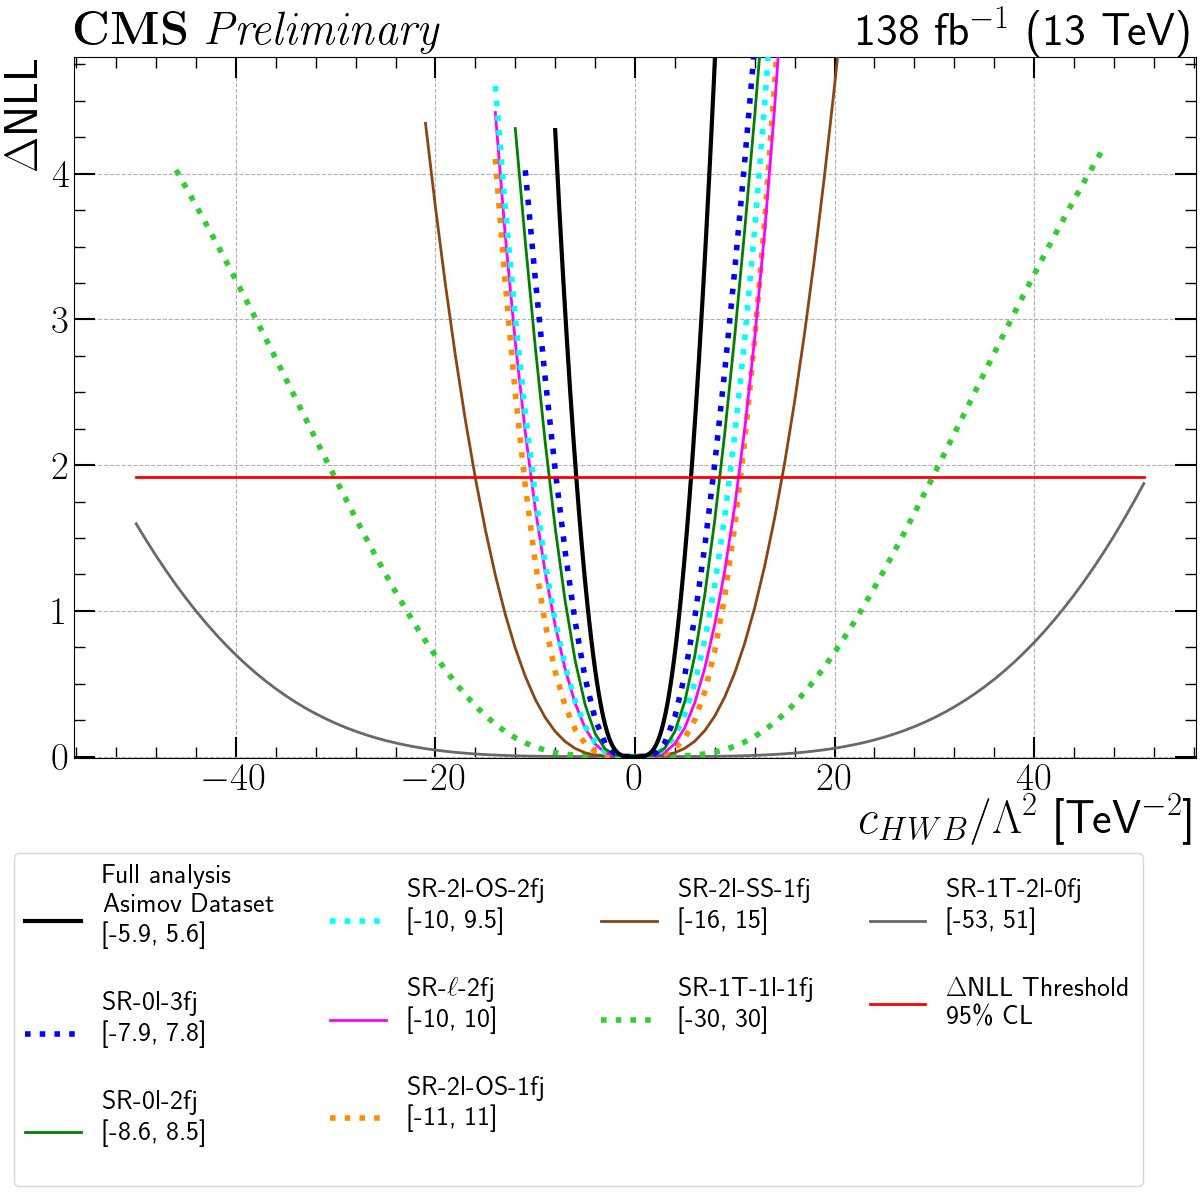 CMS Preliminary 138 fb⁻¹ (13 TeV)
ΔNLL
4
3
2
1
0
−40 −20 0 20 40
c_{HWB}/Λ² [TeV⁻²]
Full analysis
Asimov Dataset
[-5.9, 5.6]
SR-0l-3fj
[-7.9, 7.8]
SR-0l-2fj
[-8.6, 8.5]
SR-2l-OS-2fj
[-10, 9.5]
SR-ℓ-2fj
[-10, 10]
SR-2l-OS-1fj
[-11, 11]
SR-2l-SS-1fj
[-16, 15]
SR-1T-1l-1fj
[-30, 30]
SR-1T-2l-0fj
[-53, 51]
ΔNLL Threshold
95% CL